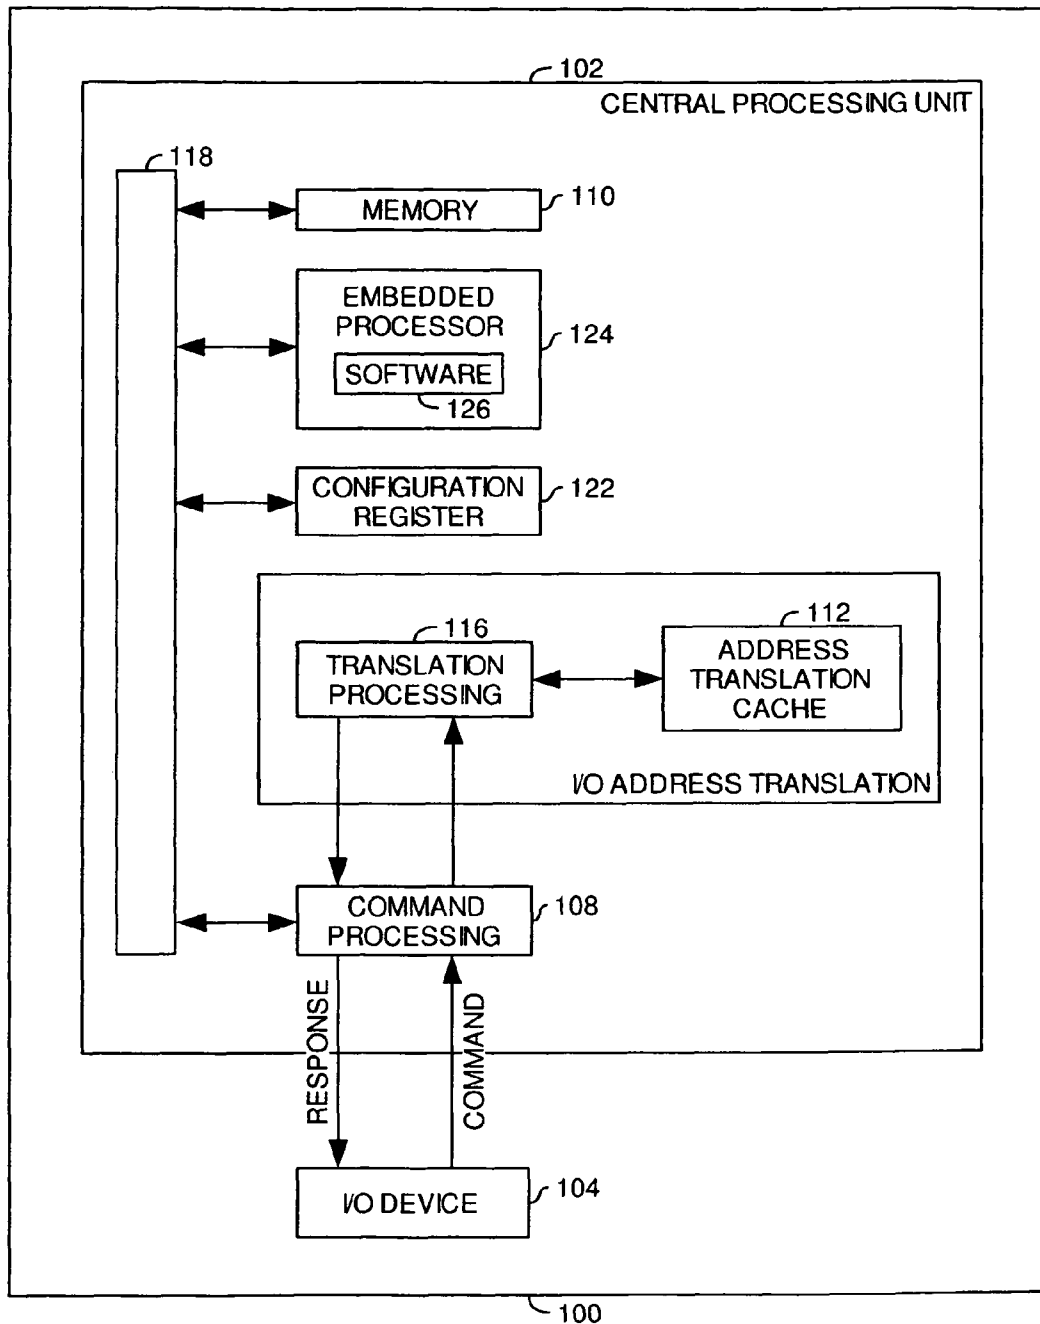 102
CENTRAL PROCESSING UNIT
118
MEMORY
110
EMBEDDED
PROCESSOR
124
SOFTWARE
126
CONFIGURATION
REGISTER
122
116
TRANSLATION
PROCESSING
112
ADDRESS
TRANSLATION
CACHE
I/O ADDRESS TRANSLATION
COMMAND
PROCESSING
108
RESPONSE
COMMAND
I/O DEVICE
104
100